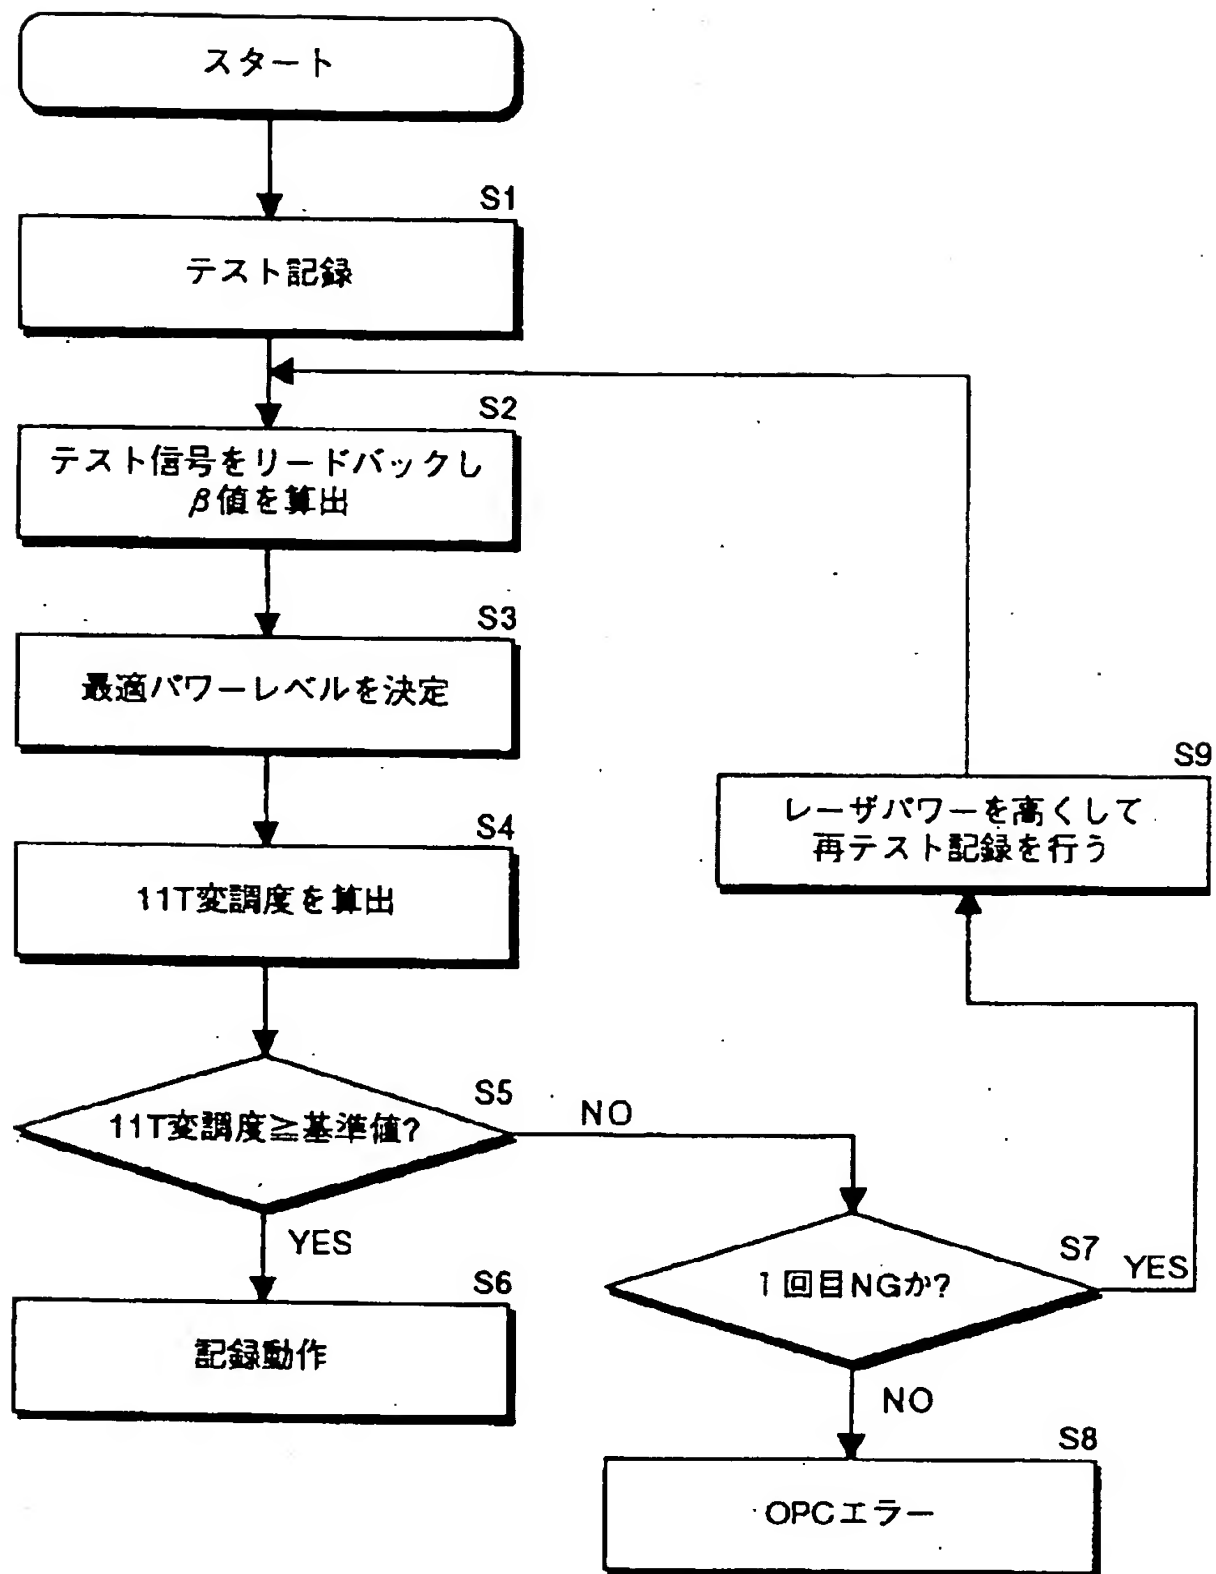 スタート
S1
テスト記録
S2
テスト信号をリードバックし
β値を算出
S3
最適パワーレベルを決定
S4
11T変調度を算出
S5
11T変調度≧基準値?
NO
YES
S6
記録動作
S7
1回目NGか?
YES
NO
S8
OPCエラー
S9
レーザパワーを高くして
再テスト記録を行う